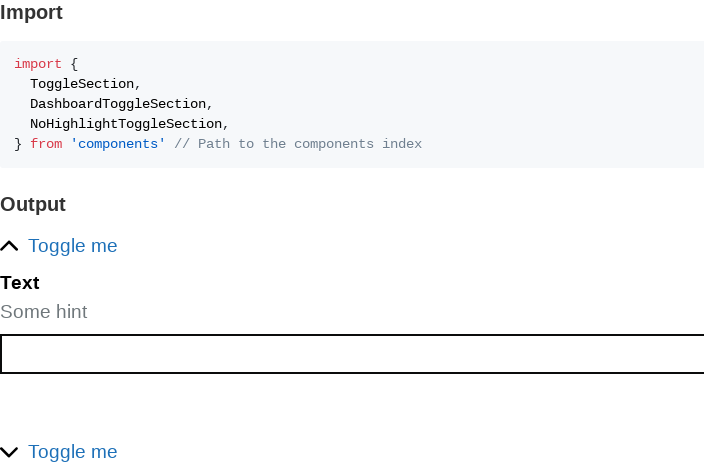 Import
import {
  ToggleSection,
  DashboardToggleSection,
  NoHighlightToggleSection,
} from 'components' // Path to the components index
Output
Toggle me
Text
Some hint
Toggle me